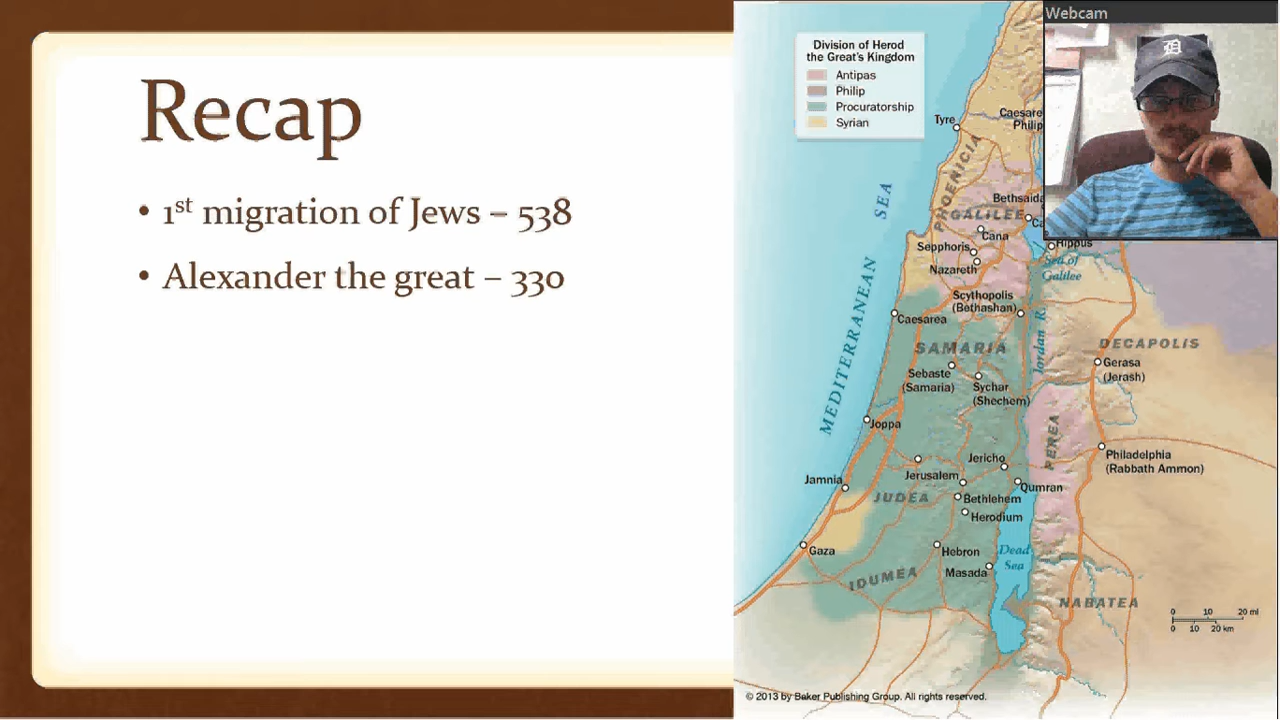 Recap
• 1st migration of Jews – 538
• Alexander the great – 330
Division of Herod
the Great's Kingdom
Antipas
Philip
Procuratorship
Syrian
Webcam
D
Tyre
Caesare
Philip
PHOENICIA
Bethsaida
GALILEE
Ca
Cana
Sepphoris
Hippus
Nazareth
Sea of
Galilee
MEDITERRANEAN SEA
Scythopolis
(Bethashan)
Caesarea
Jordan R.
SAMARIA
DECAPOLIS
Gerasa
(Jerash)
Sebaste
(Samaria)
Sychar
(Shechem)
Joppa
PEREA
Jericho
Philadelphia
(Rabbath Ammon)
Jerusalem
Jamnia
Qumran
JUDEA
Bethlehem
Herodium
Gaza
Hebron
Dead
Sea
Masada
IDUMEA
NABATEA
0 10 20 mi
0 10 20 km
© 2013 by Baker Publishing Group. All rights reserved.